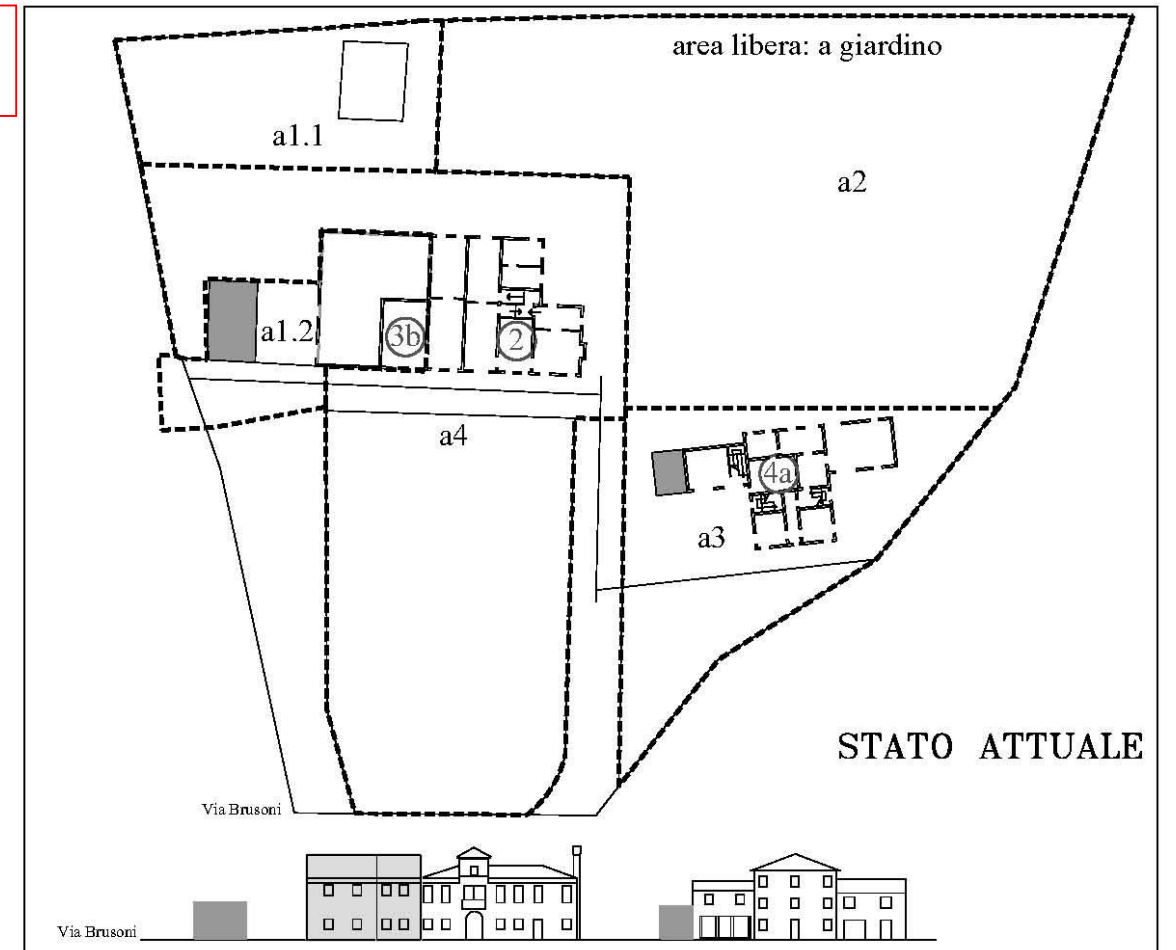 area libera: a giardino
a1.1
a2
a1.2
3b
2
a4
4a
a3
STATO ATTUALE
Via Brusoni
Via Brusoni